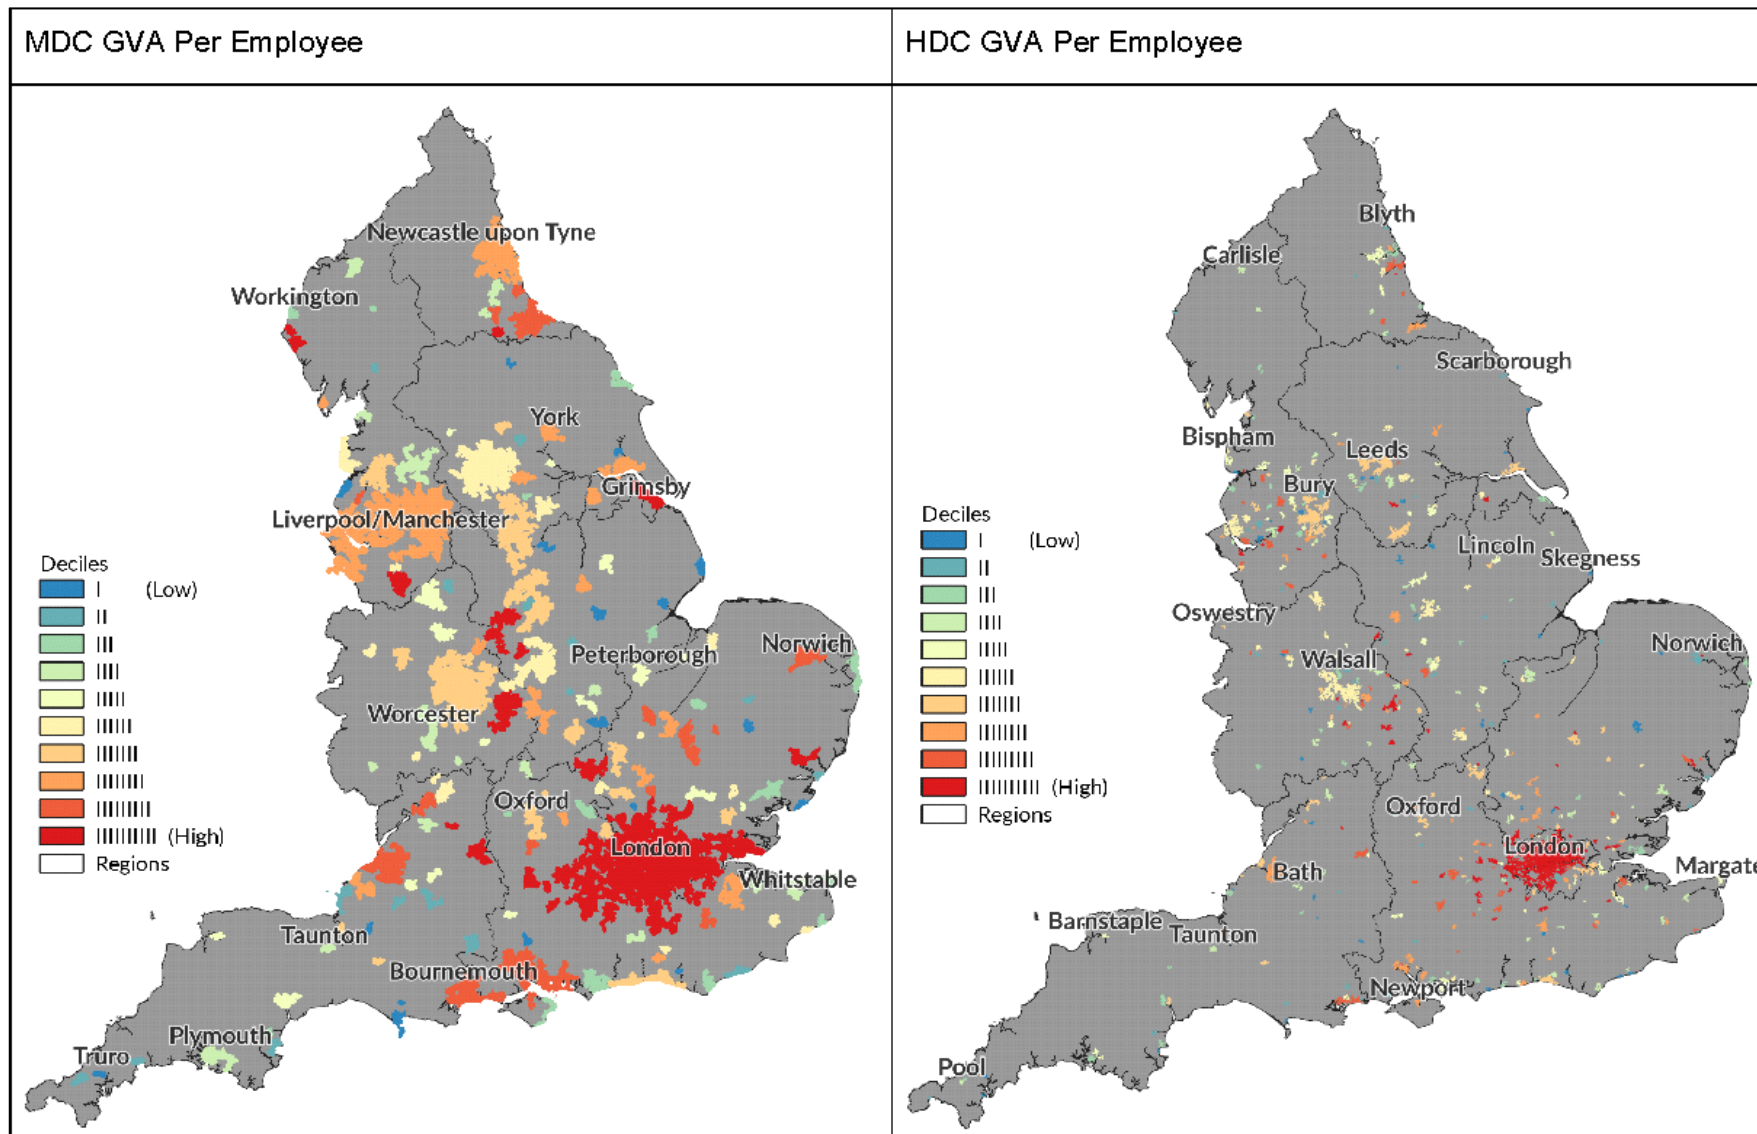 MDC GVA Per Employee
HDC GVA Per Employee
Newcastle upon Tyne
Workington
York
Grimsby
Liverpool/Manchester
Deciles
I (Low)
II
III
IIII
IIIII
IIIIII
IIIIIII
IIIIIIII
IIIIIIIII
IIIIIIIIII (High)
Regions
Norwich
Peterborough
Worcester
Oxford
London
Whitstable
Taunton
Bournemouth
Plymouth
Truro
Blyth
Carlisle
Scarborough
Bispham
Leeds
Bury
Deciles
I (Low)
II
III
IIII
IIIII
IIIIII
IIIIIII
IIIIIIII
IIIIIIIII
IIIIIIIIII (High)
Regions
Lincoln
Skegness
Oswestry
Norwich
Walsall
Oxford
London
Bath
Margate
Barnstaple
Taunton
Newport
Pool